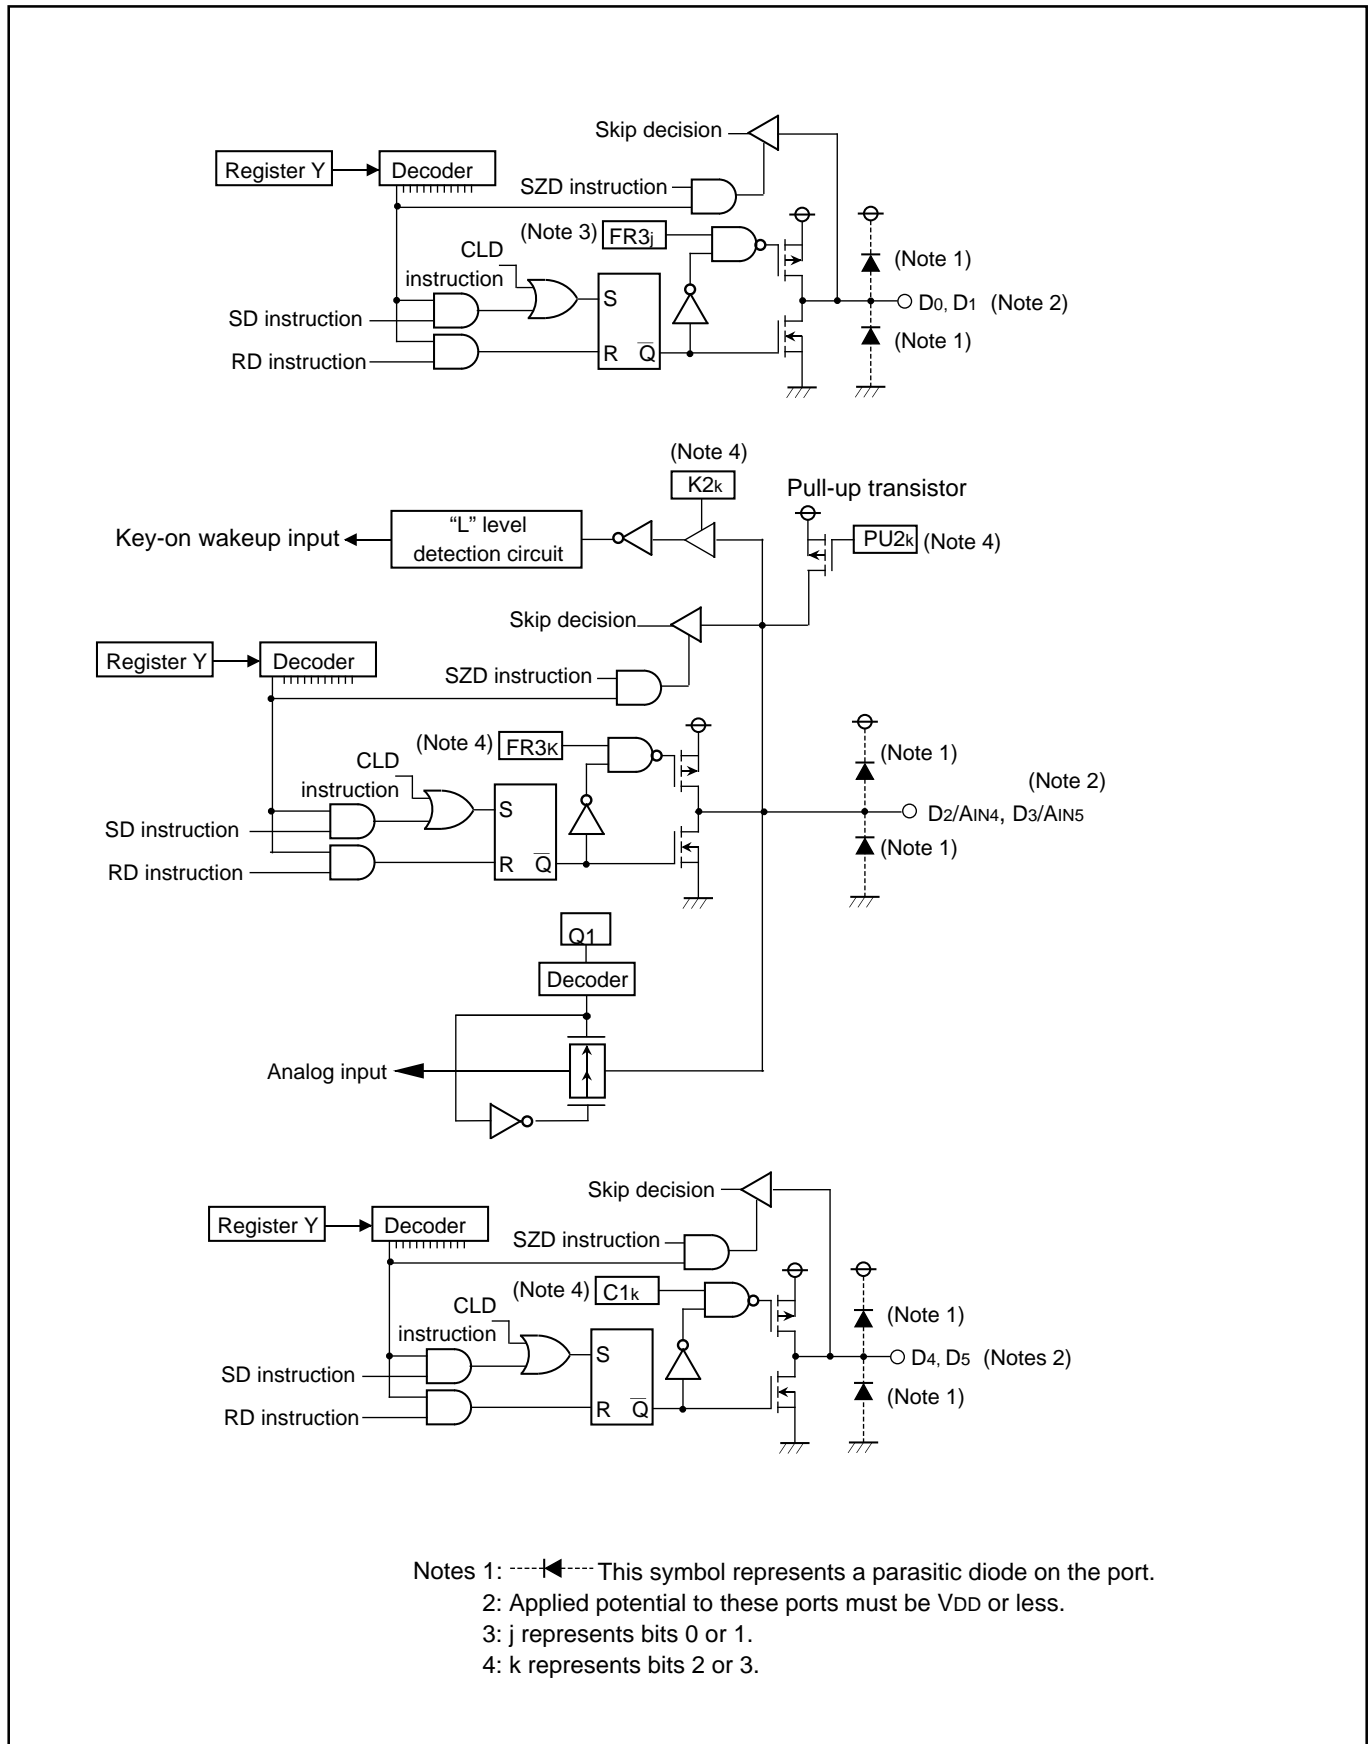 Skip decision
Register Y
Decoder
SZD instruction
(Note 3)
FR3j
CLD
instruction
(Note 1)
S
D0, D1 (Note 2)
SD instruction
(Note 1)
R
Q
RD instruction
(Note 4)
K2k
Pull-up transistor
Key-on wakeup input
“L” level
detection circuit
PU2k
(Note 4)
Skip decision
Register Y
Decoder
SZD instruction
(Note 4)
FR3K
CLD
instruction
(Note 1)
(Note 2)
S
D2/AIN4, D3/AIN5
SD instruction
(Note 1)
R
Q
RD instruction
Q1
Decoder
Analog input
Skip decision
Register Y
Decoder
SZD instruction
(Note 4)
C1k
CLD
instruction
(Note 1)
S
D4, D5 (Notes 2)
SD instruction
(Note 1)
R
Q
RD instruction
Notes 1: This symbol represents a parasitic diode on the port.
2: Applied potential to these ports must be VDD or less.
3: j represents bits 0 or 1.
4: k represents bits 2 or 3.